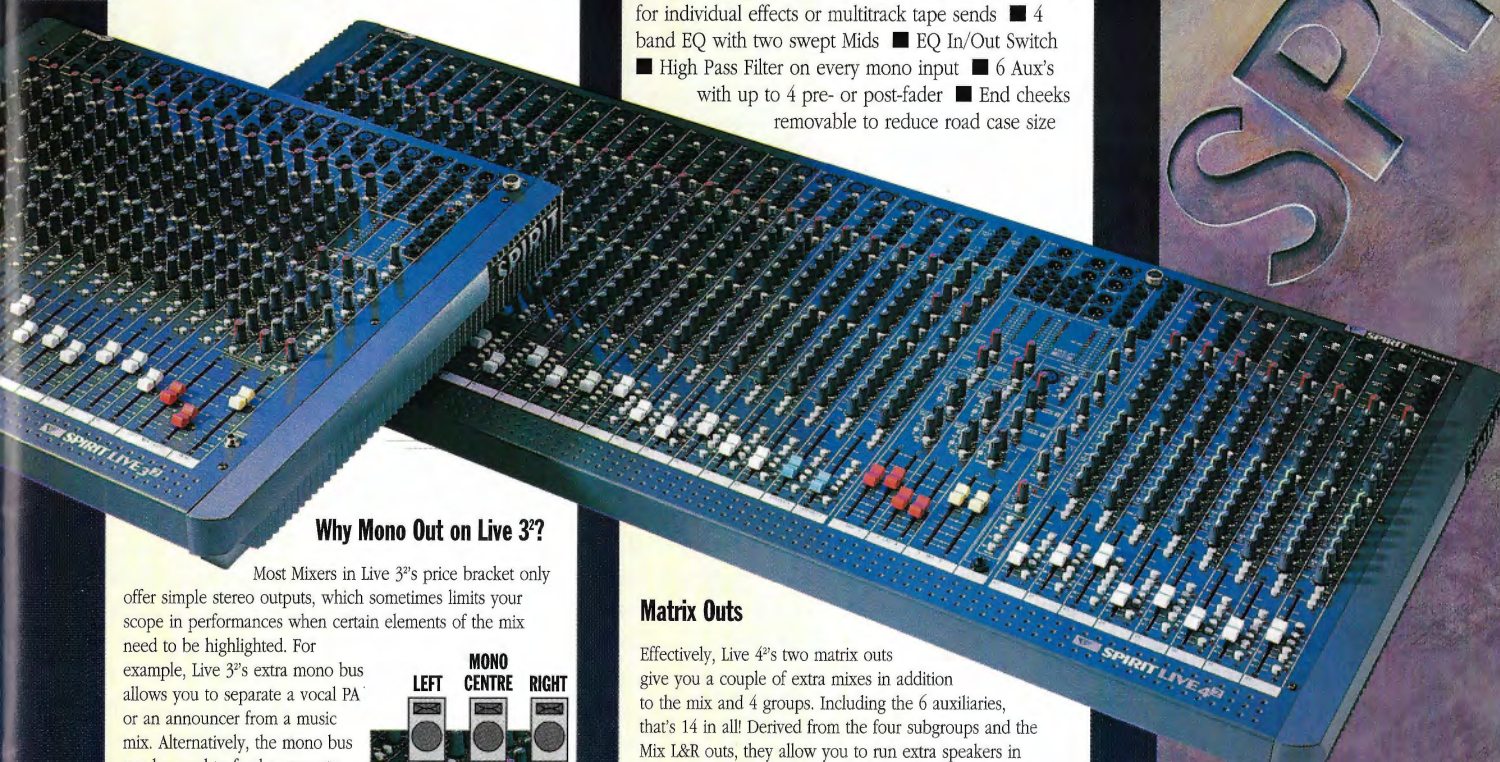 for individual effects or multitrack tape sends ■ 4
band EQ with two swept Mids ■ EQ In/Out Switch
■ High Pass Filter on every mono input ■ 6 Aux's
with up to 4 pre- or post-fader ■ End cheeks
removable to reduce road case size
SPIRIT
SPIRIT
SPIRIT LIVE 3²
SPIRIT LIVE 4²
Why Mono Out on Live 3²?
Most Mixers in Live 3²'s price bracket only
offer simple stereo outputs, which sometimes limits your
scope in performances when certain elements of the mix
need to be highlighted. For
example, Live 3²'s extra mono bus
allows you to separate a vocal PA
or an announcer from a music
mix. Alternatively, the mono bus
LEFT
MONO
CENTRE
RIGHT
Matrix Outs
Effectively, Live 4²'s two matrix outs
give you a couple of extra mixes in addition
to the mix and 4 groups. Including the 6 auxiliaries,
that's 14 in all! Derived from the four subgroups and the
Mix L&R outs, they allow you to run extra speakers in